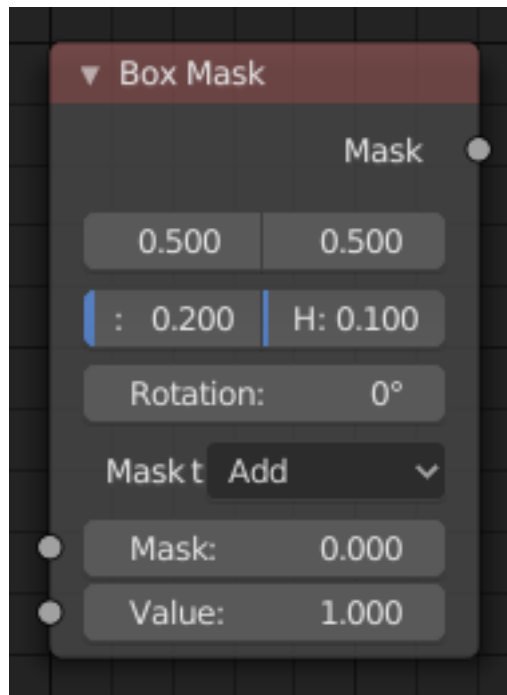 Box Mask
Mask
0.500 0.500
: 0.200 H: 0.100
Rotation: 0°
Mask t Add
Mask: 0.000
Value: 1.000